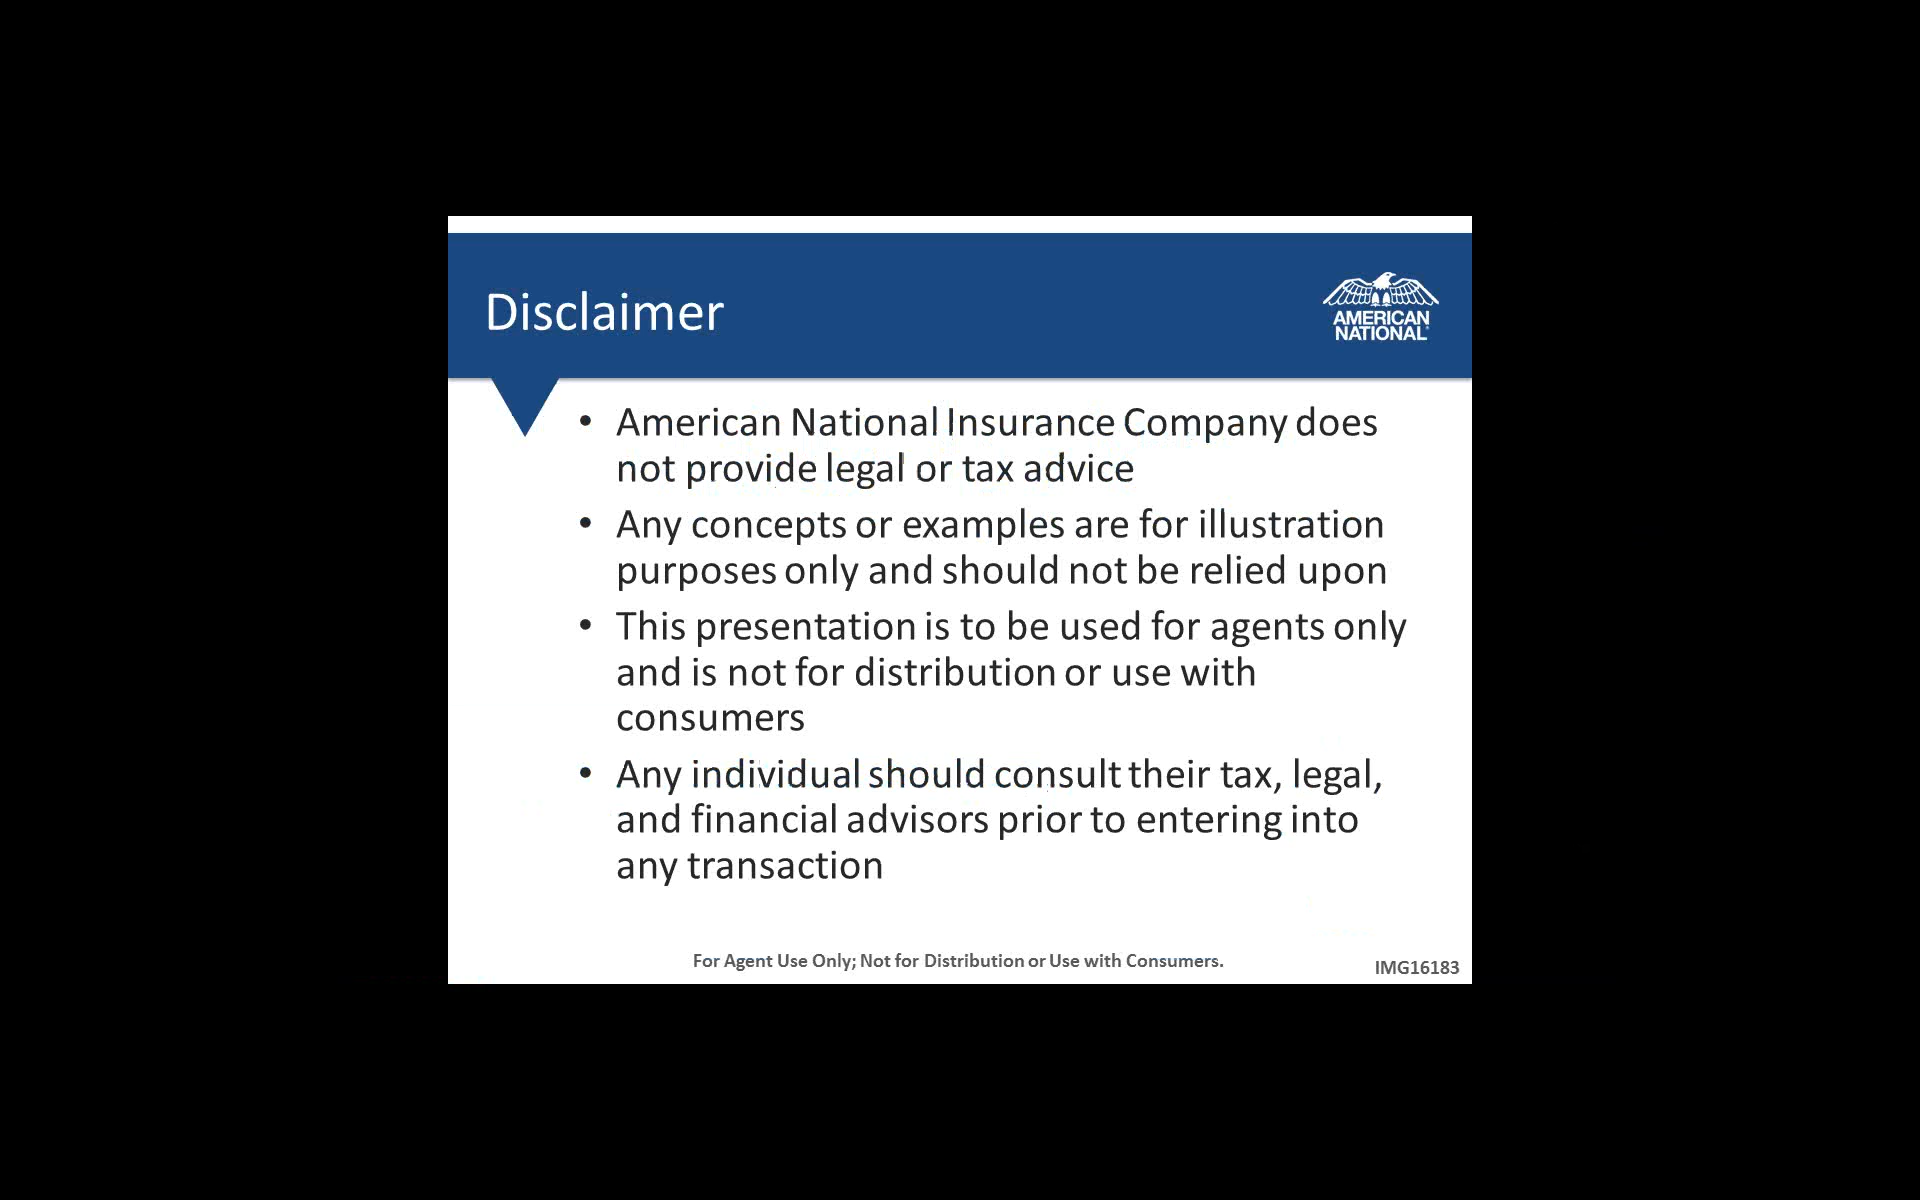 Disclaimer
AMERICAN
NATIONAL
• American National Insurance Company does
not provide legal or tax advice
• Any concepts or examples are for illustration
purposes only and should not be relied upon
• This presentation is to be used for agents only
and is not for distribution or use with
consumers
• Any individual should consult their tax, legal,
and financial advisors prior to entering into
any transaction
For Agent Use Only; Not for Distribution or Use with Consumers.
IMG16183